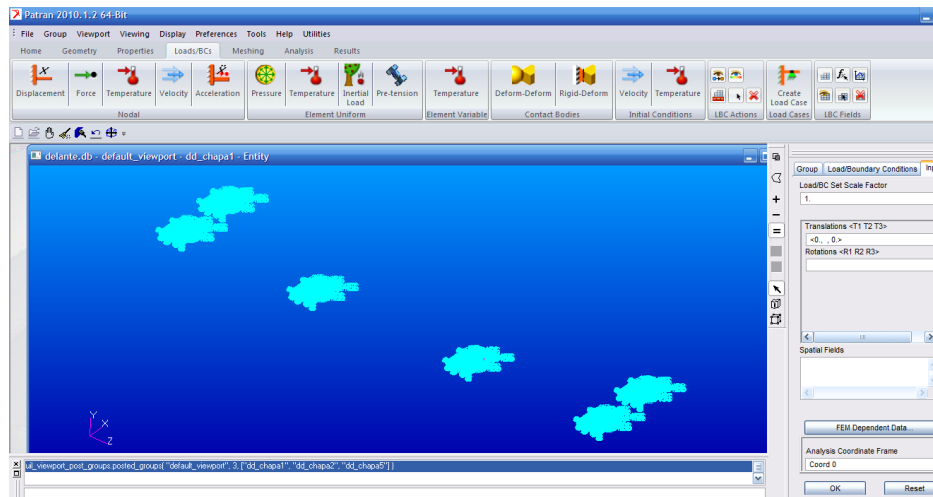 Patran 2010.1.2 64-Bit
File Group Viewport Viewing Display Preferences Tools Help Utilities
Home Geometry Properties Loads/BCs Meshing Analysis Results
Displacement Force Temperature Velocity Acceleration Pressure Temperature Inertial Load Pre-tension Temperature Deform-Deform Rigid-Deform Velocity Temperature Create Load Case
Nodal Element Uniform Element Variable Contact Bodies Initial Conditions LBC Actions Load Cases LBC Fields
delante.db - default_viewport - dd_chapa1 - Entity
Group Load/Boundary Conditions
Load/BC Set Scale Factor
1.
Translations <T1 T2 T3>
<0., , 0.>
Rotations <R1 R2 R3>
Spatial Fields
FEM Dependent Data...
Analysis Coordinate Frame
Coord 0
OK Reset
Y
X
Z
ui_viewport_post_groups.posted_groups( "default_viewport", 3, ["dd_chapa1", "dd_chapa2", "dd_chapa5"] )